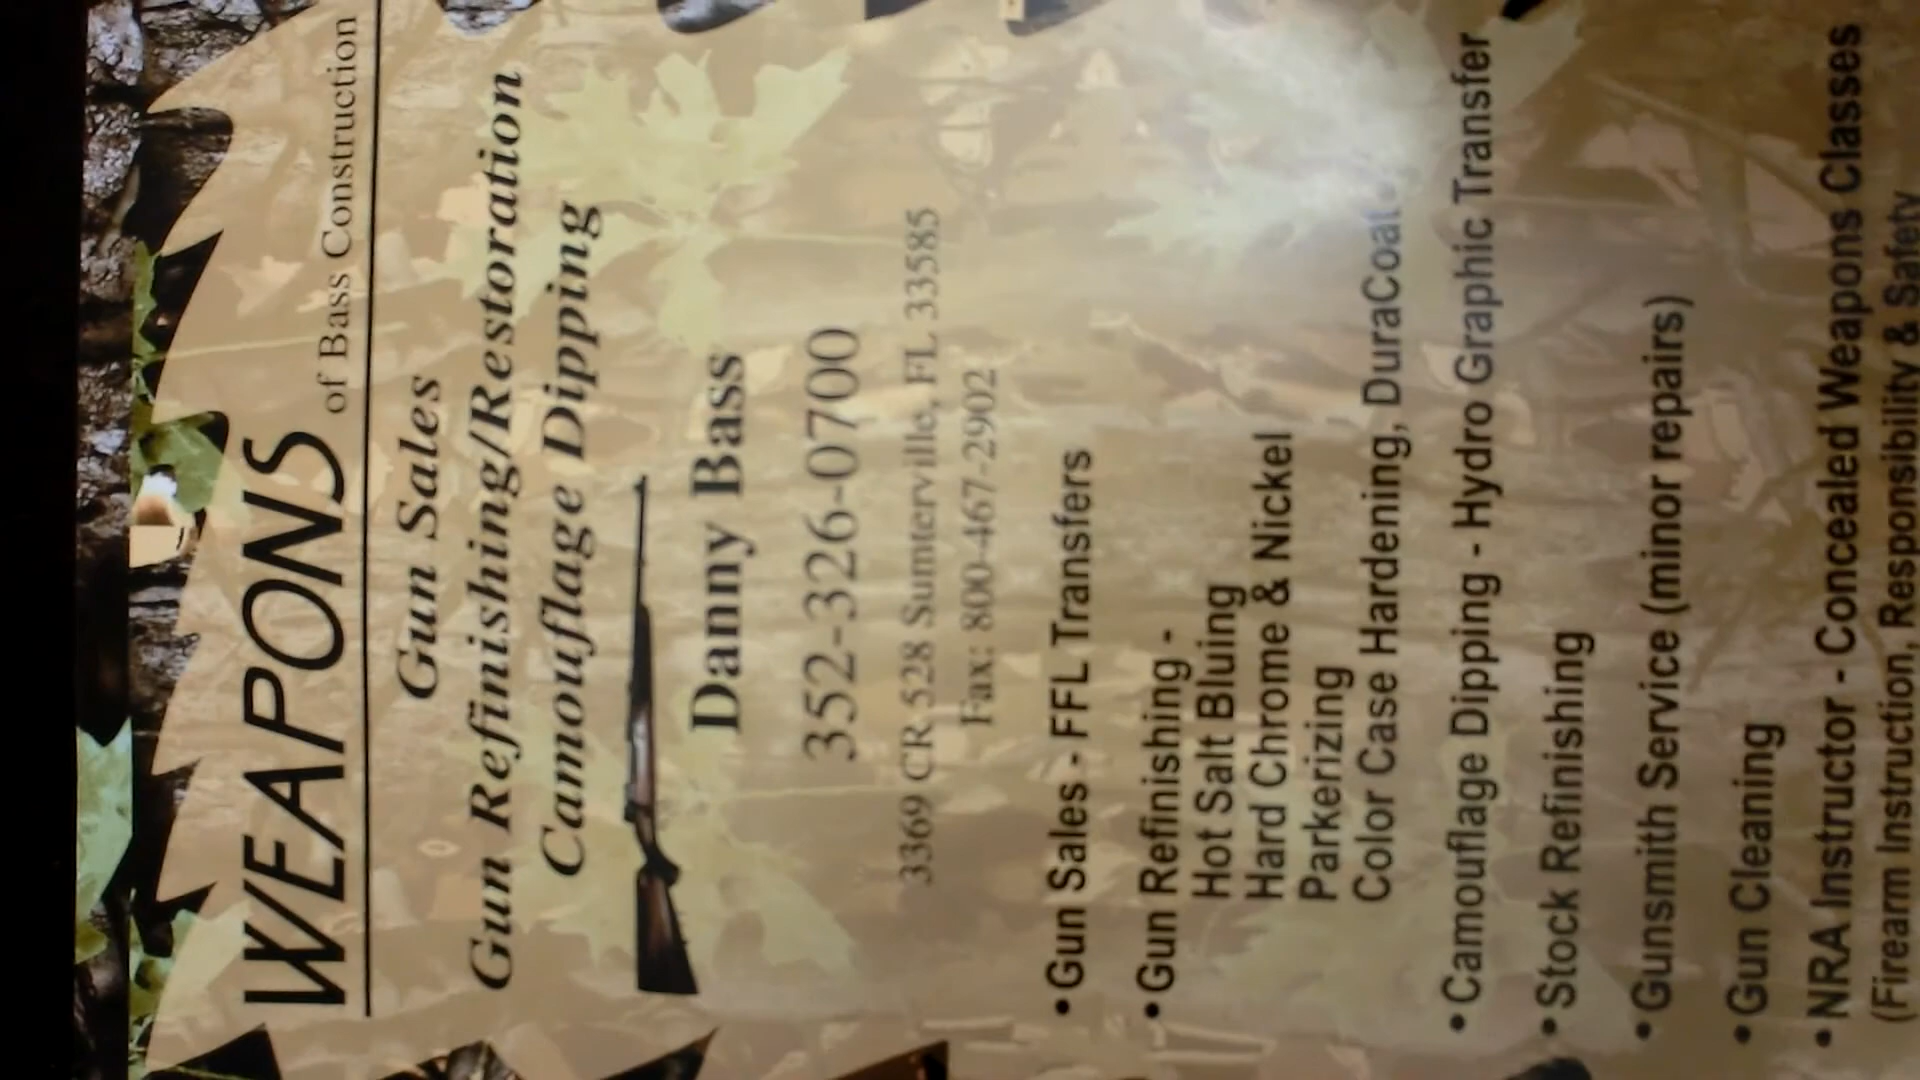 WEAPONS
of Bass Construction
Gun Sales
Gun Refinishing/Restoration
Camouflage Dipping
Danny Bass
352-326-0700
3369 CR 528 Sumterville, FL 33585
Fax: 800-467-2902
•Gun Sales - FFL Transfers
•Gun Refinishing -
Hot Salt Bluing
Hard Chrome & Nickel
Parkerizing
Color Case Hardening, DuraCoat
•Camouflage Dipping - Hydro Graphic Transfer
•Stock Refinishing
•Gunsmith Service (minor repairs)
•Gun Cleaning
•NRA Instructor - Concealed Weapons Classes
(Firearm Instruction, Responsibility & Safety